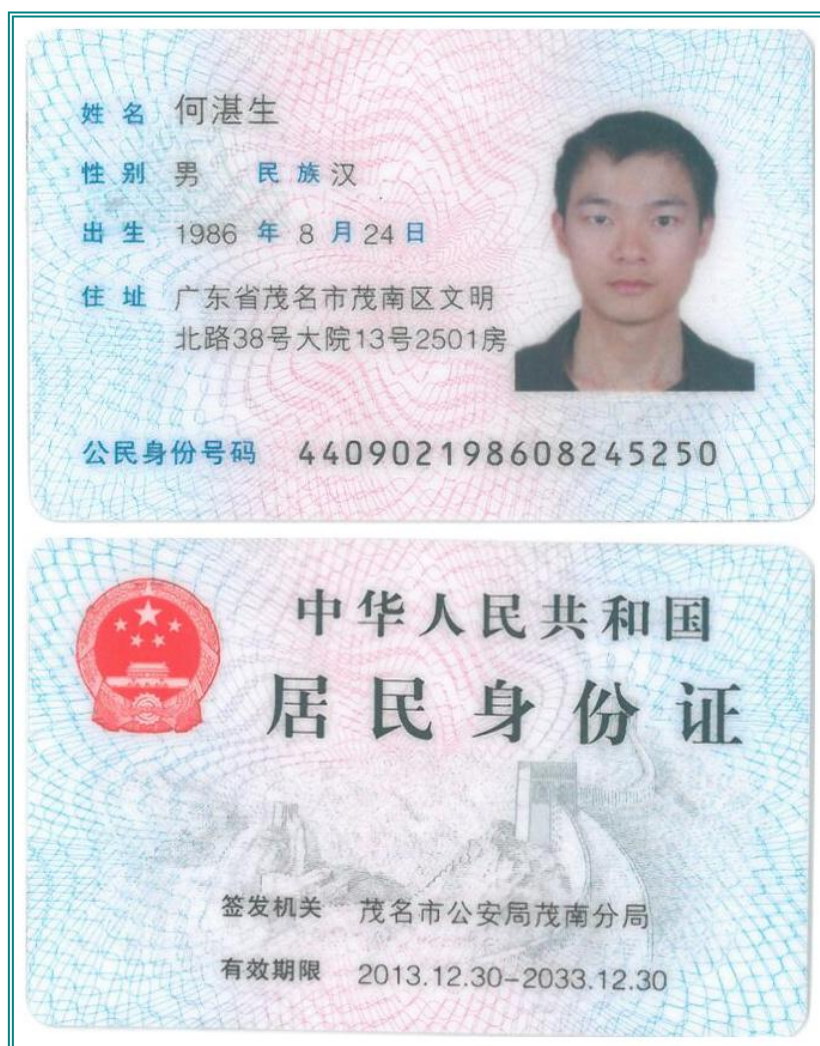 姓名 何湛生
性别 男 民族 汉
出生 1986 年 8 月 24 日
住址 广东省茂名市茂南区文明
北路38号大院13号2501房
公民身份号码 440902198608245250
中华人民共和国
居民身份证
签发机关 茂名市公安局茂南分局
有效期限 2013.12.30-2033.12.30